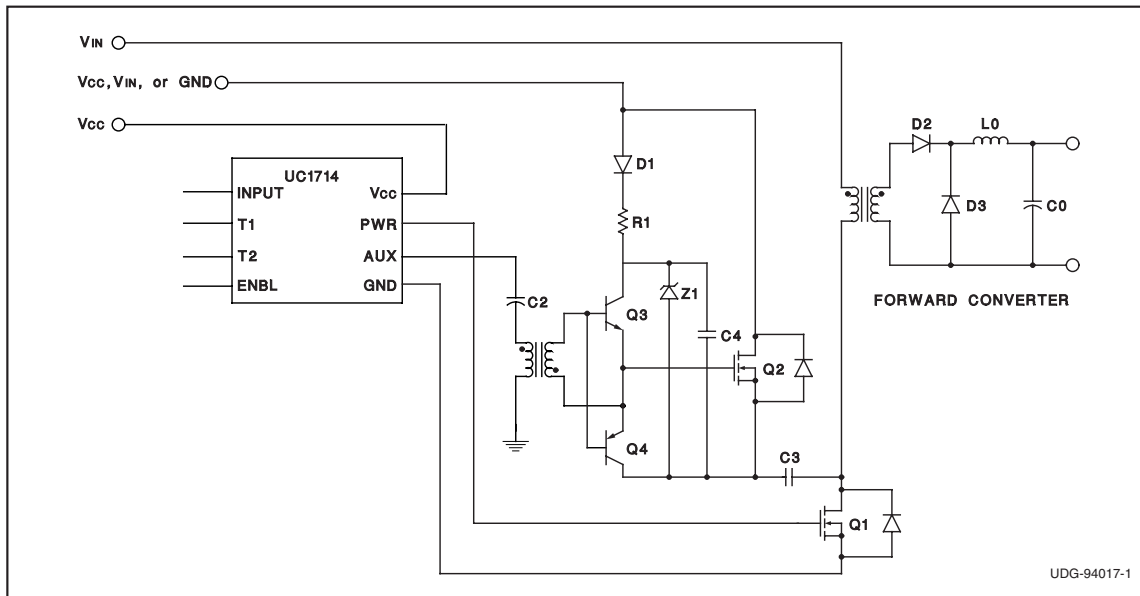 VIN
VCC, VIN, or GND
VCC
UC1714
INPUT
VCC
T1
PWR
T2
AUX
ENBL
GND
C2
D1
R1
Q3
Z1
C4
Q2
Q4
C3
Q1
D2
L0
D3
C0
FORWARD CONVERTER
UDG-94017-1